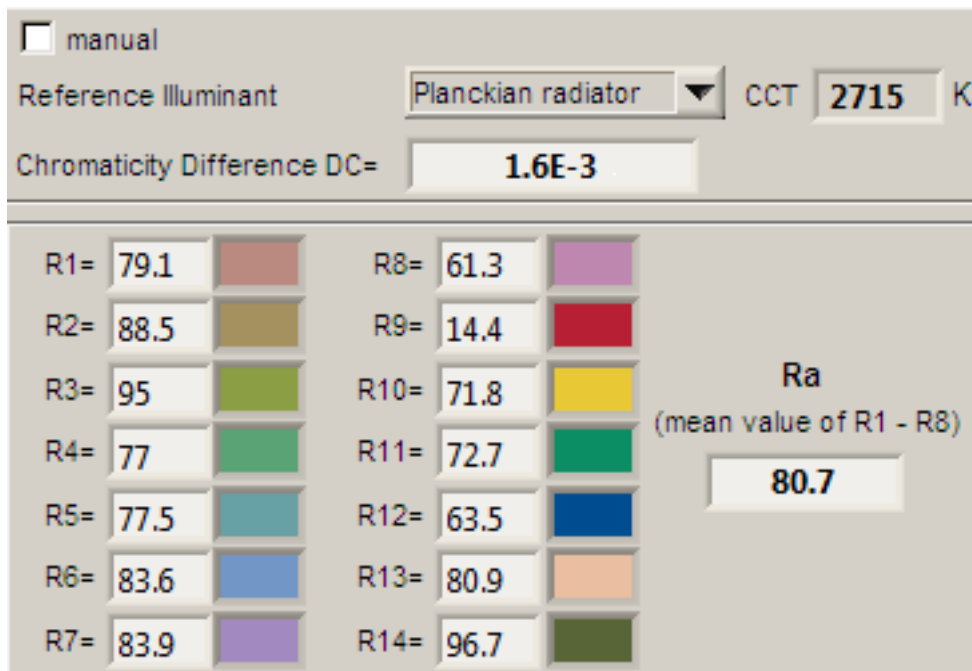 manual
Reference Illuminant Planckian radiator CCT 2715 K
Chromaticity Difference DC= 1.6E-3
R1= 79.1 R8= 61.3
R2= 88.5 R9= 14.4
R3= 95 R10= 71.8
R4= 77 R11= 72.7
R5= 77.5 R12= 63.5
R6= 83.6 R13= 80.9
R7= 83.9 R14= 96.7
Ra
(mean value of R1 - R8)
80.7